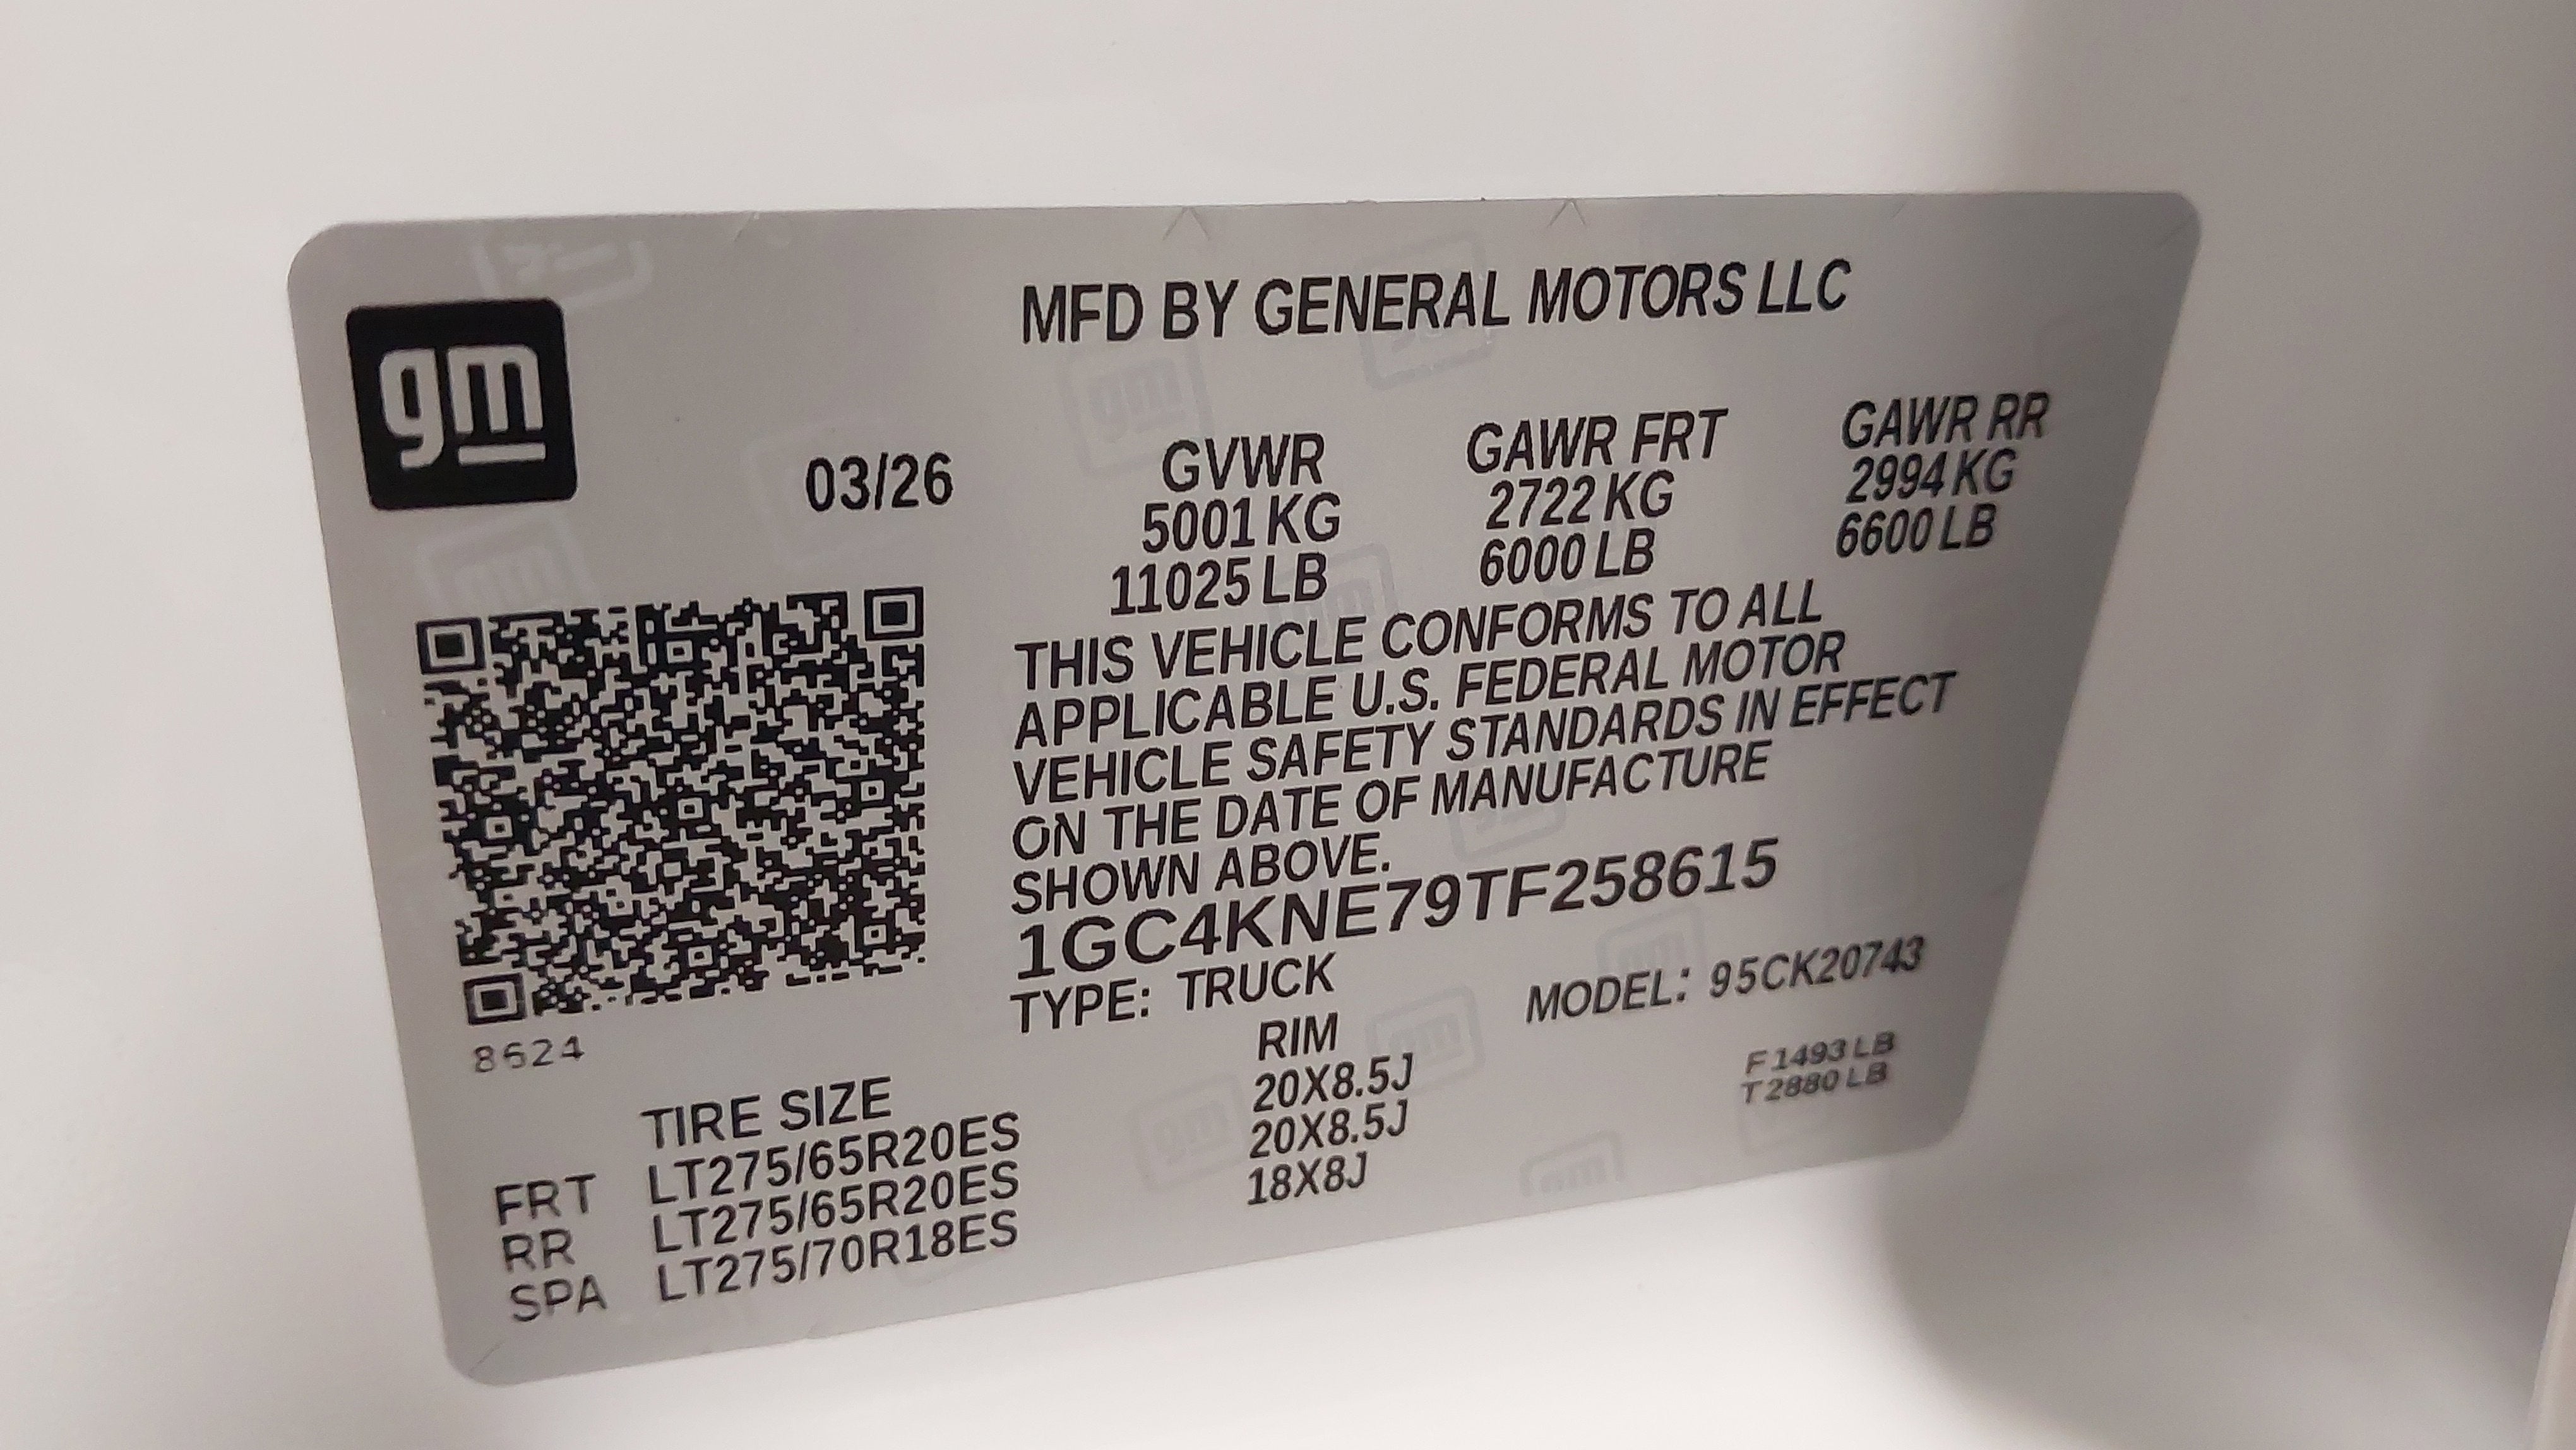 gm
MFD BY GENERAL MOTORS LLC
03/26
GVWR GAWR FRT GAWR RR
5001 KG 2722 KG 2994 KG
11025 LB 6000 LB 6600 LB
THIS VEHICLE CONFORMS TO ALL
APPLICABLE U.S. FEDERAL MOTOR
VEHICLE SAFETY STANDARDS IN EFFECT
ON THE DATE OF MANUFACTURE
SHOWN ABOVE.
1GC4KNE79TF258615
TYPE: TRUCK MODEL: 95CK20743
8624
F 1493 LB
T 2880 LB
TIRE SIZE RIM
FRT LT275/65R20ES 20X8.5J
RR LT275/65R20ES 20X8.5J
SPA LT275/70R18ES 18X8J